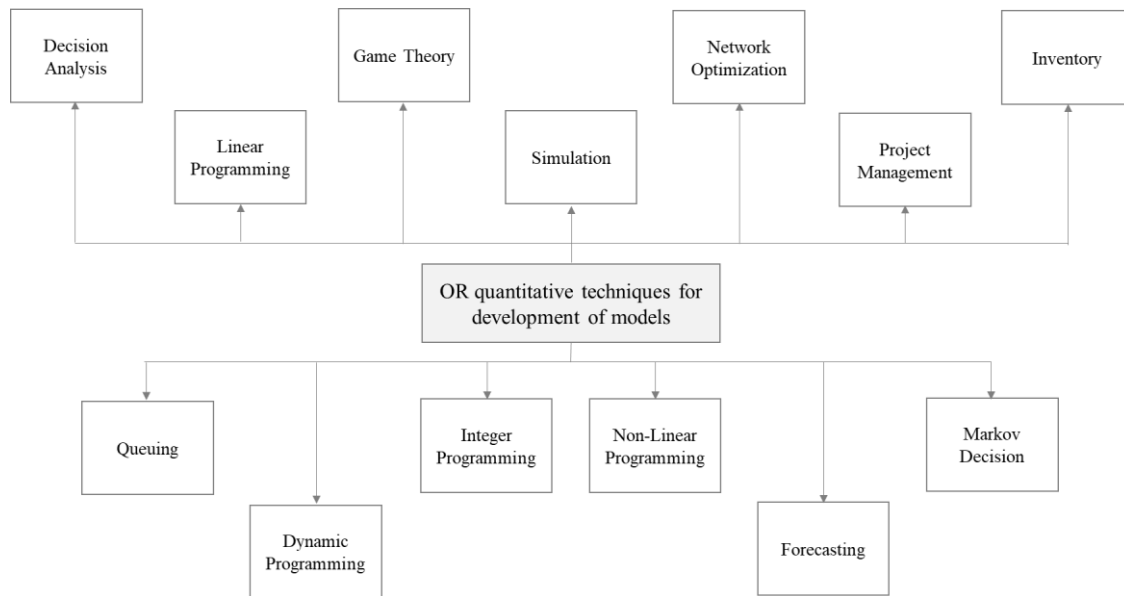 Decision
Analysis
Game Theory
Network
Optimization
Inventory
Linear
Programming
Simulation
Project
Management
OR quantitative techniques for
development of models
Queuing
Integer
Programming
Non-Linear
Programming
Markov
Decision
Dynamic
Programming
Forecasting